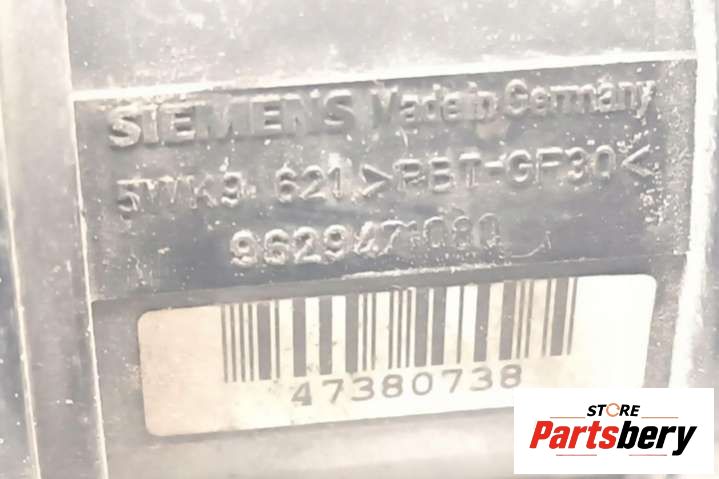 SIEMENS Made in Germany
5WK9 621 >PBT-GF30<
9629471080
47380738
STORE
Partsbery